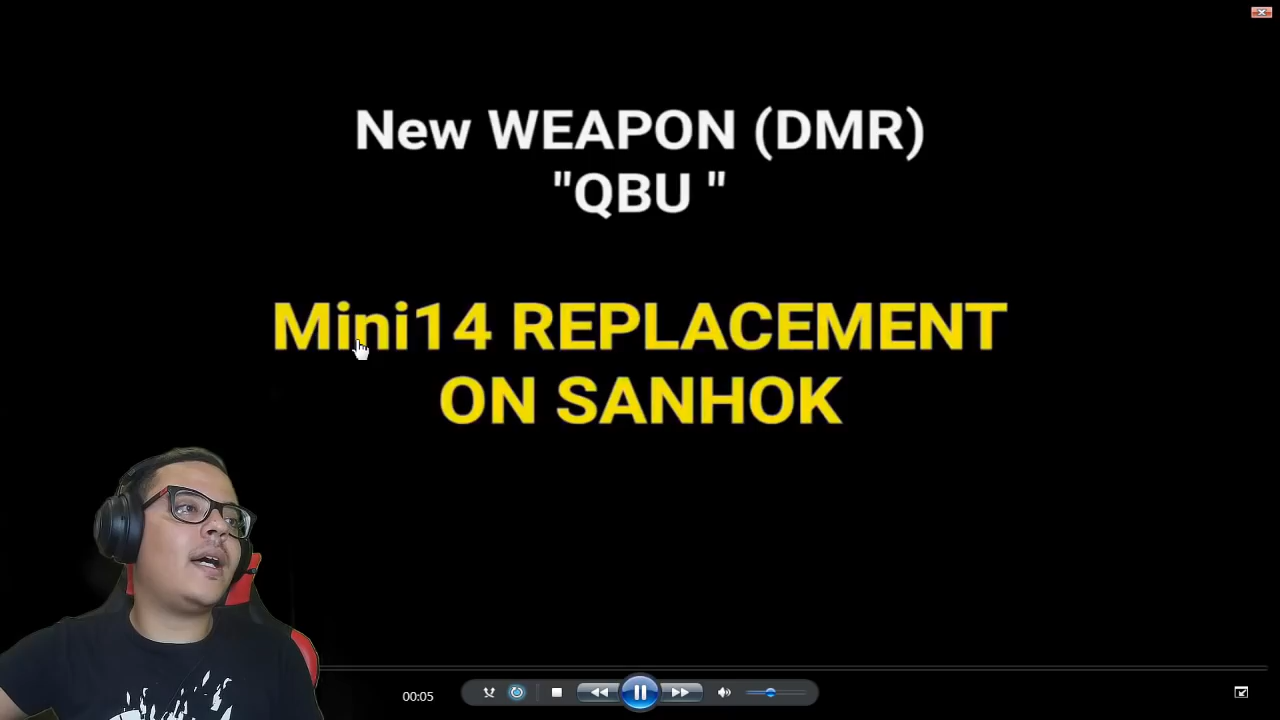 New WEAPON (DMR)
"QBU "
Mini14 REPLACEMENT
ON SANHOK
00:05